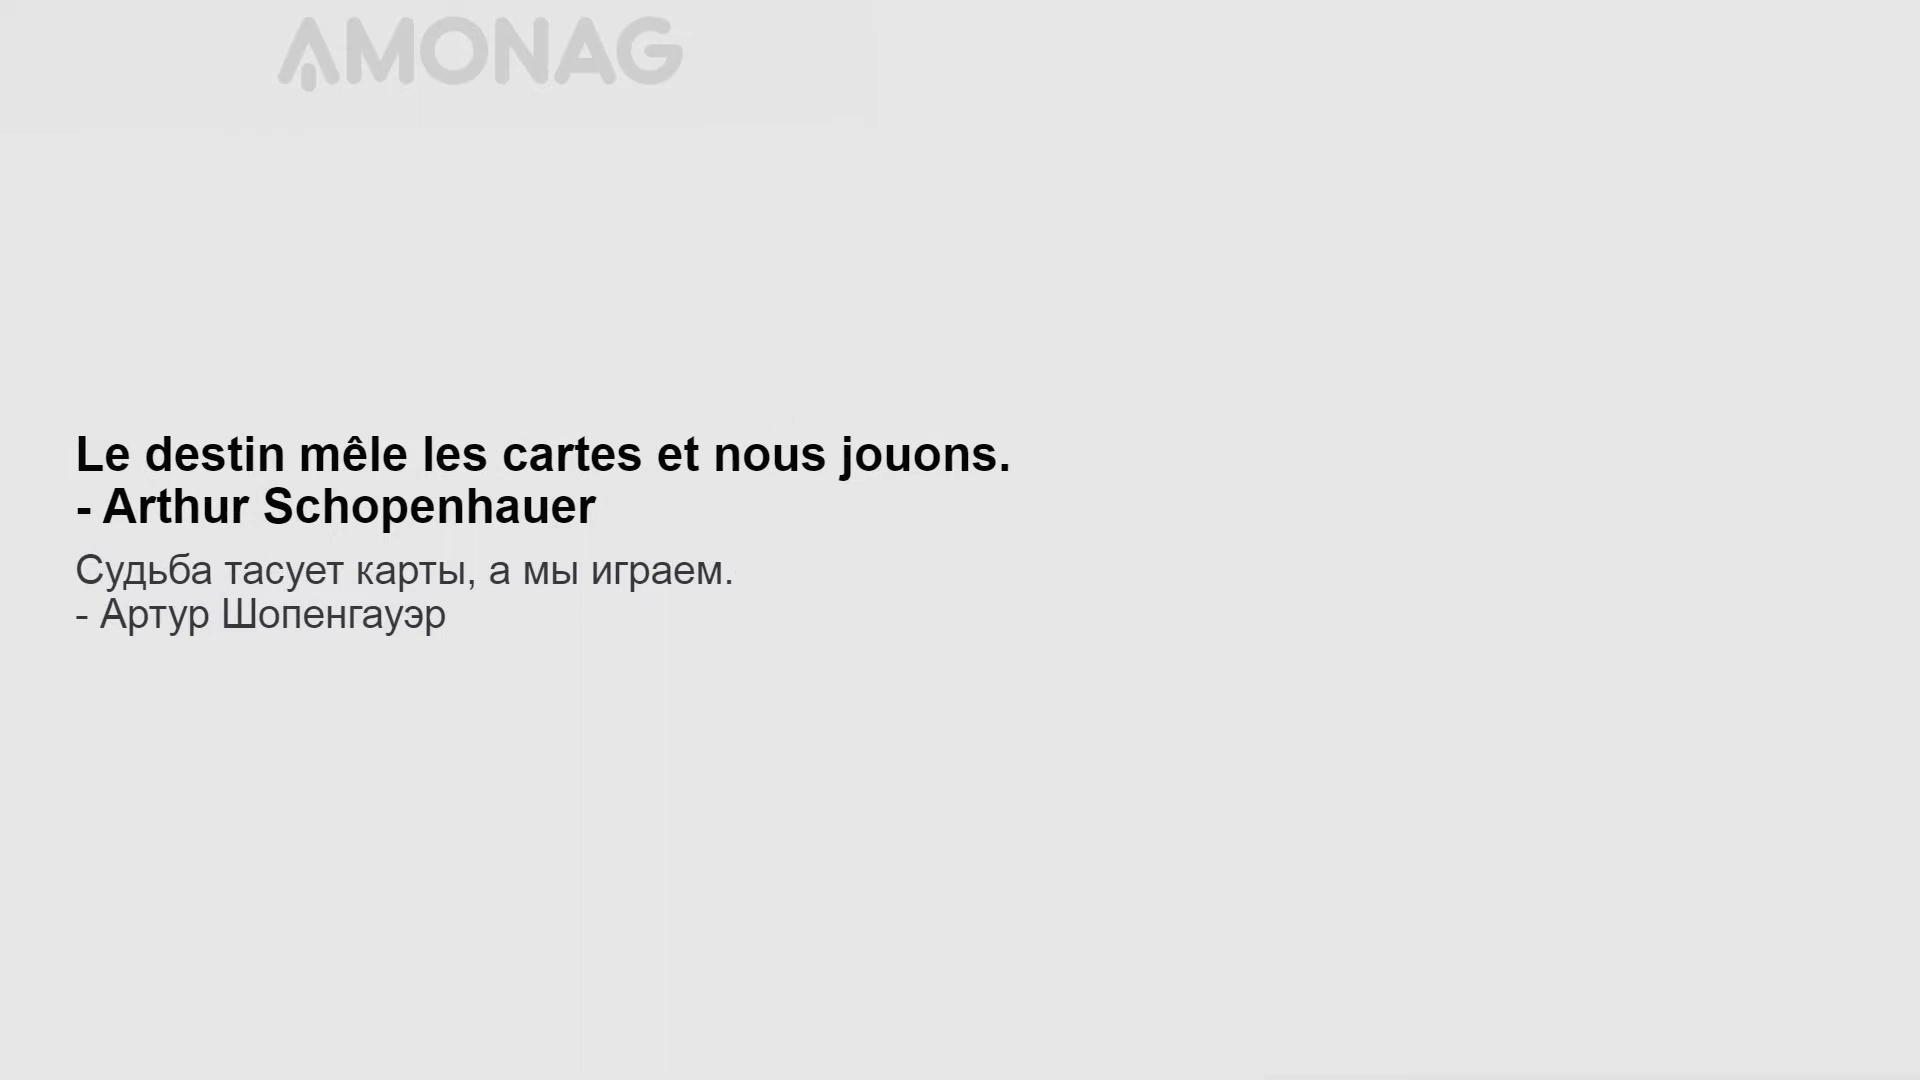 AMONAG
Le destin mêle les cartes et nous jouons.
- Arthur Schopenhauer
Судьба тасует карты, а мы играем.
- Артур Шопенгауэр